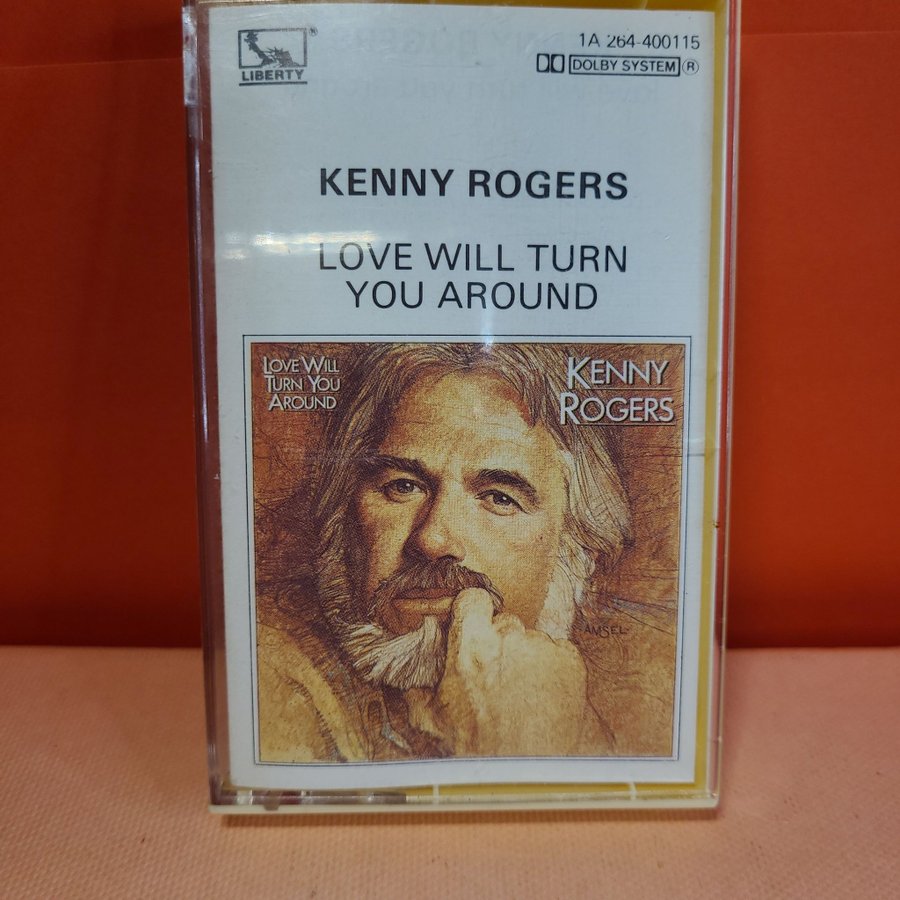 LIBERTY
®
1A 264-400115
DOLBY SYSTEM ®
KENNY ROGERS
LOVE WILL TURN
YOU AROUND
LOVE WILL
TURN YOU
AROUND
KENNY
ROGERS
AMSEL